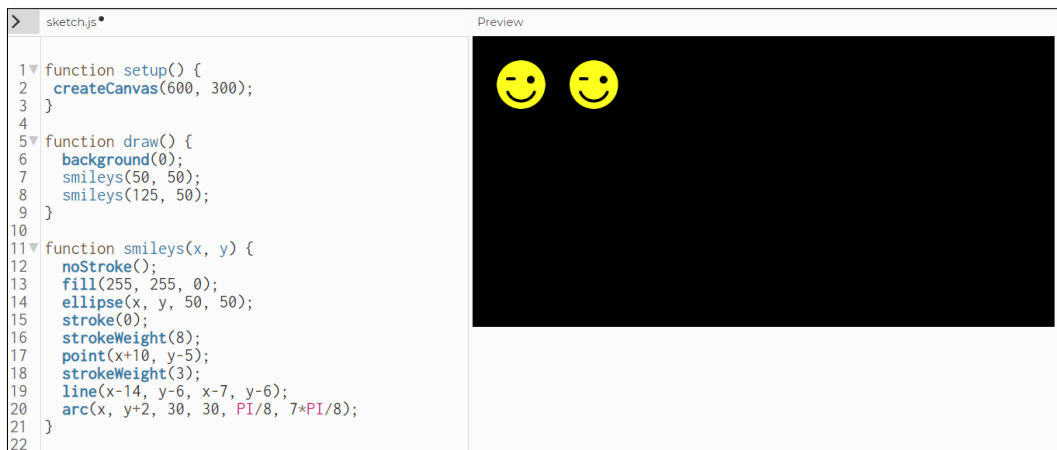 sketch.js
Preview
1 function setup() {
2 createCanvas(600, 300);
3 }
4
5 function draw() {
6 background(0);
7 smileys(50, 50);
8 smileys(125, 50);
9 }
10
11 function smileys(x, y) {
12 noStroke();
13 fill(255, 255, 0);
14 ellipse(x, y, 50, 50);
15 stroke(0);
16 strokeWeight(8);
17 point(x+10, y-5);
18 strokeWeight(3);
19 line(x-14, y-6, x-7, y-6);
20 arc(x, y+2, 30, 30, PI/8, 7*PI/8);
21 }
22